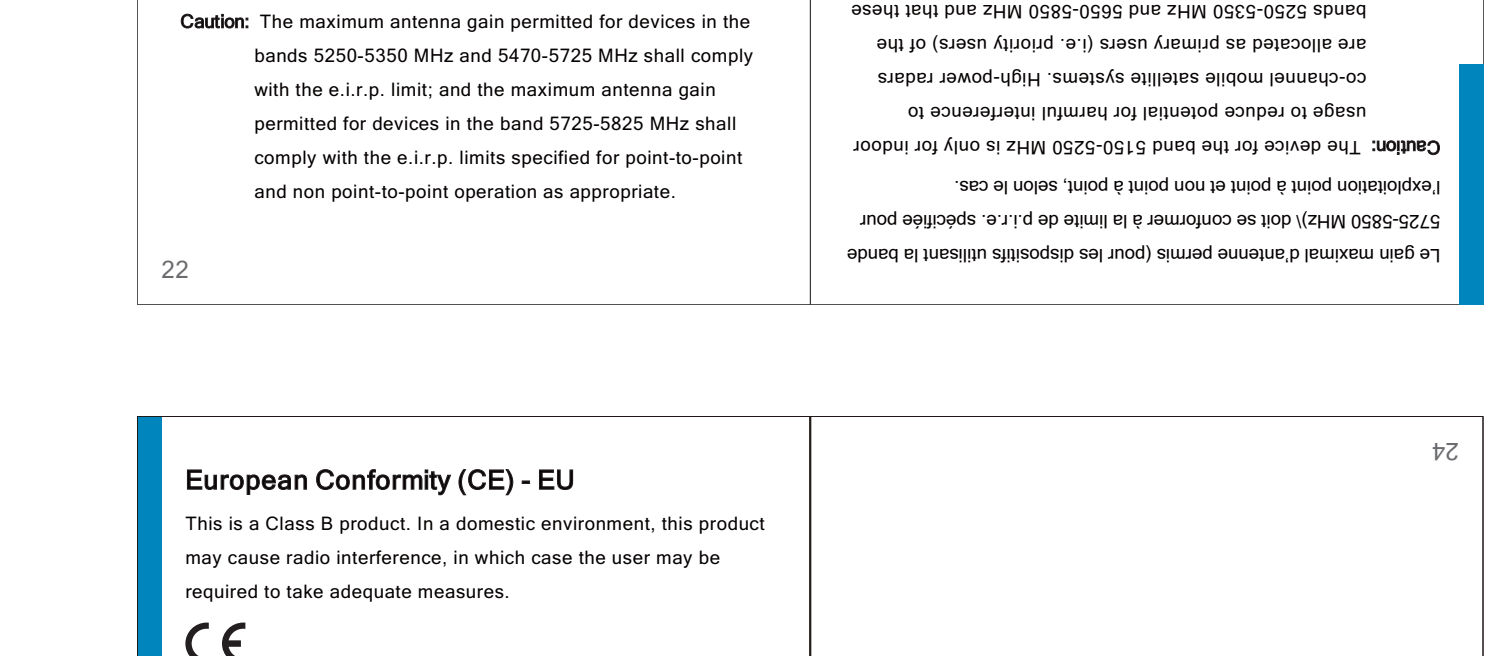 Caution: The maximum antenna gain permitted for devices in the
bands 5250-5350 MHz and 5470-5725 MHz shall comply
with the e.i.r.p. limit; and the maximum antenna gain
permitted for devices in the band 5725-5825 MHz shall
comply with the e.i.r.p. limits specified for point-to-point
and non point-to-point operation as appropriate.
22
Le gain maximal d'antenne permis (pour les dispositifs utilisant la bande
5725-5850 MHz)\ doit se conformer à la limite de p.i.r.e. spécifiée pour
l'exploitation point à point et non point à point, selon le cas.
Caution: The device for the band 5150-5250 MHz is only for indoor
usage to reduce potential for harmful interference to
co-channel mobile satellite systems. High-power radars
are allocated as primary users (i.e. priority users) of the
bands 5250-5350 MHz and 5650-5850 MHz and that these
European Conformity (CE) - EU
This is a Class B product. In a domestic environment, this product
may cause radio interference, in which case the user may be
required to take adequate measures.
CE
24